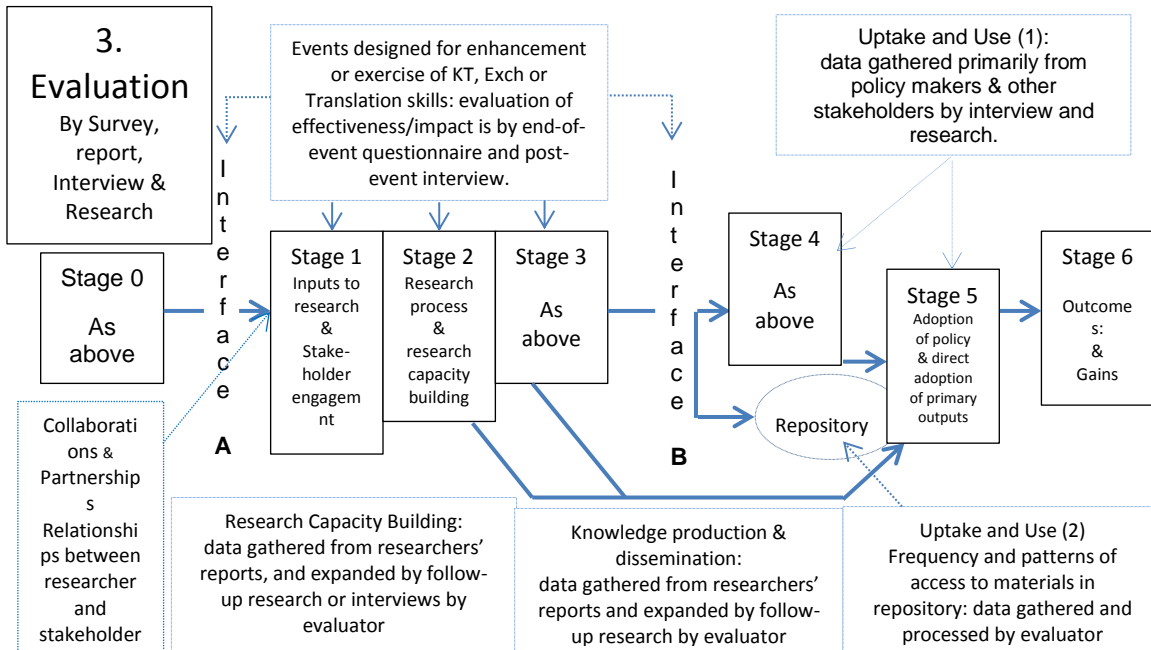 3.
Evaluation
By Survey,
report,
Interview &
Research
Events designed for enhancement
or exercise of KT, Exch or
Translation skills: evaluation of
effectiveness/impact is by end-of-
event questionnaire and post-
event interview.
Uptake and Use (1):
data gathered primarily from
policy makers & other
stakeholders by interview and
research.
Stage 0
As
above
I
n
t
e
r
f
a
c
e
A
Stage 1
Inputs to
research
&
Stake-
holder
engagem
ent
Stage 2
Research
process
&
research
capacity
building
Stage 3
As
above
I
n
t
e
r
f
a
c
e
B
Stage 4
As
above
Repository
Stage 5
Adoption
of policy
& direct
adoption
of primary
outputs
Stage 6
Outcome
s:
&
Gains
Collaborati
ons &
Partnership
s
Relationshi
ps between
researcher
and
stakeholder
Research Capacity Building:
data gathered from researchers’
reports, and expanded by follow-
up research or interviews by
evaluator
Knowledge production &
dissemination:
data gathered from researchers’
reports and expanded by follow-
up research by evaluator
Uptake and Use (2)
Frequency and patterns of
access to materials in
repository: data gathered and
processed by evaluator